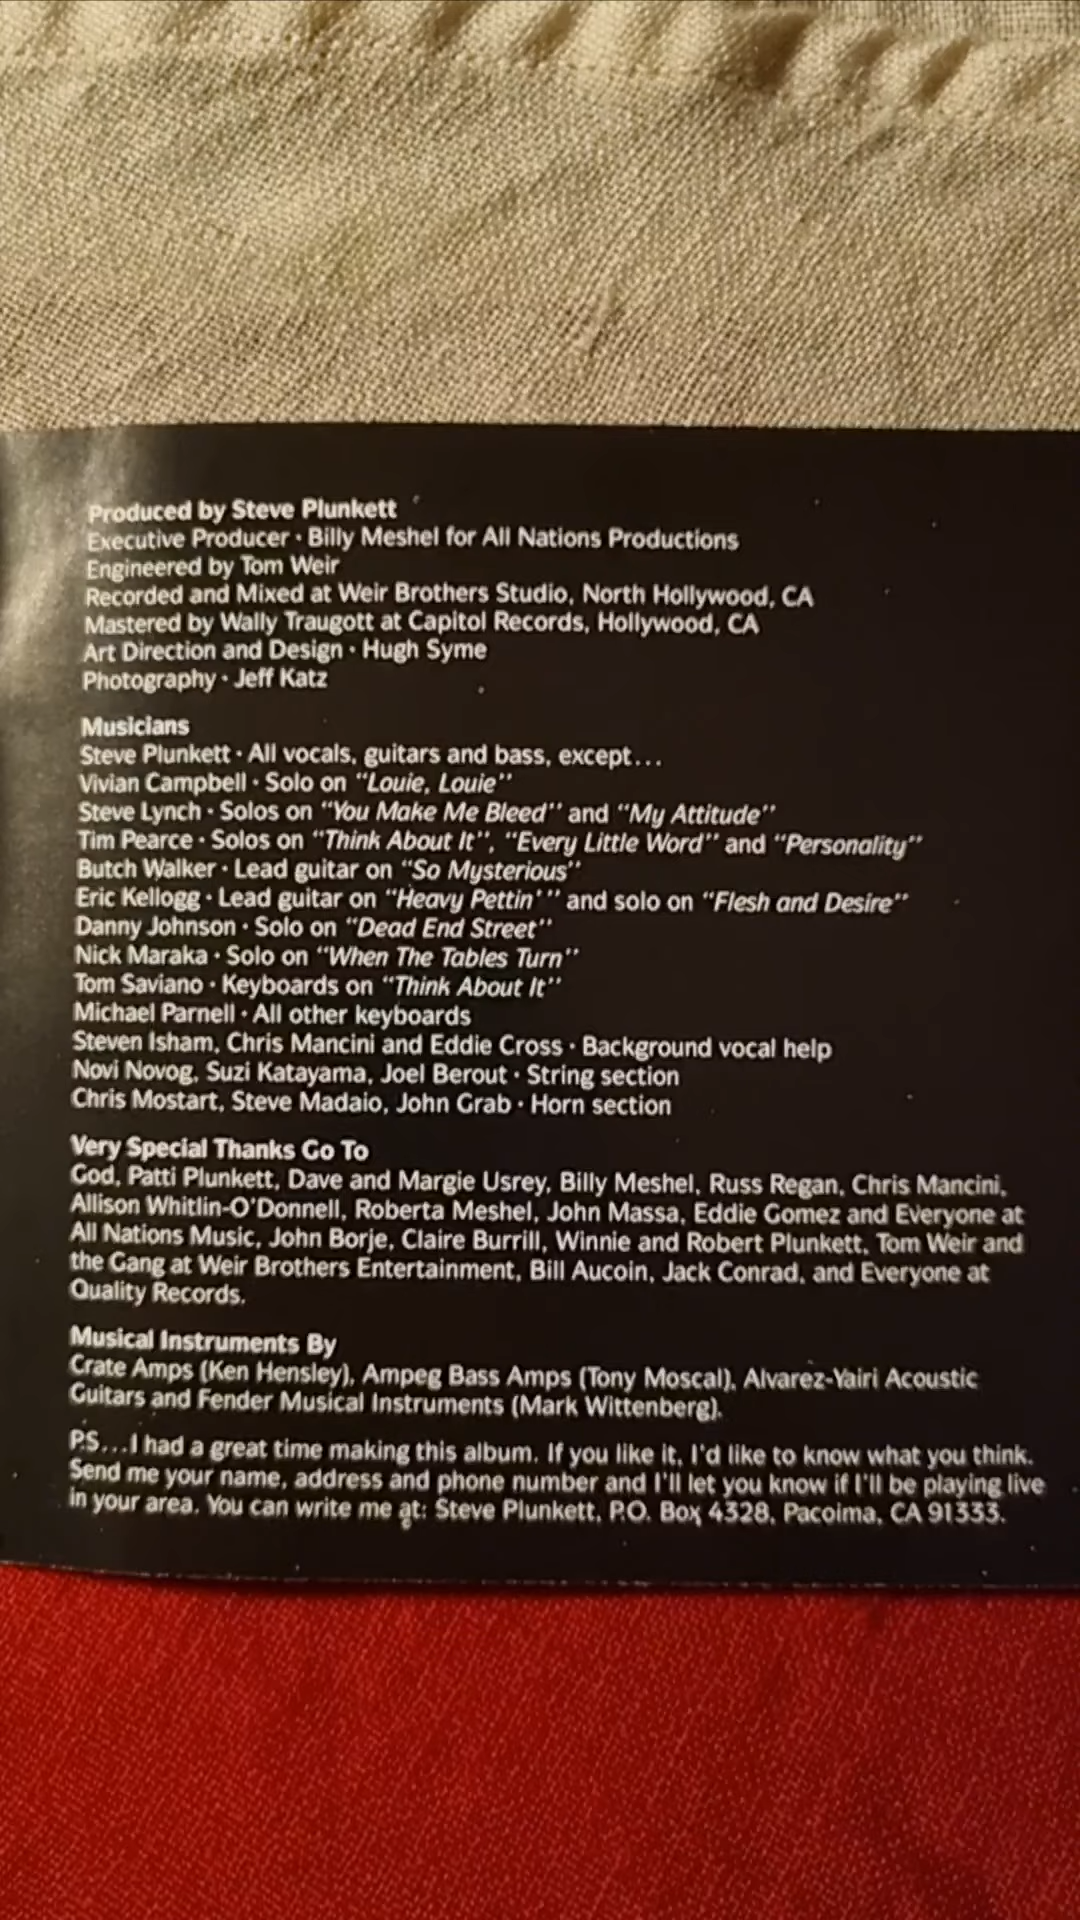 Produced by Steve Plunkett
Executive Producer · Billy Meshel for All Nations Productions
Engineered by Tom Weir
Recorded and Mixed at Weir Brothers Studio, North Hollywood, CA
Mastered by Wally Traugott at Capitol Records, Hollywood, CA
Art Direction and Design · Hugh Syme
Photography · Jeff Katz
Musicians
Steve Plunkett · All vocals, guitars and bass, except...
Vivian Campbell · Solo on "Louie, Louie"
Steve Lynch · Solos on "You Make Me Bleed" and "My Attitude"
Tim Pearce · Solos on "Think About It", "Every Little Word" and "Personality"
Butch Walker · Lead guitar on "So Mysterious"
Eric Kellogg · Lead guitar on "Heavy Pettin'" and solo on "Flesh and Desire"
Danny Johnson · Solo on "Dead End Street"
Nick Maraka · Solo on "When The Tables Turn"
Tom Saviano · Keyboards on "Think About It"
Michael Parnell · All other keyboards
Steven Isham, Chris Mancini and Eddie Cross · Background vocal help
Novi Novog, Suzi Katayama, Joel Berout · String section
Chris Mostart, Steve Madaio, John Grab · Horn section
Very Special Thanks Go To
God, Patti Plunkett, Dave and Margie Usrey, Billy Meshel, Russ Regan, Chris Mancini,
Allison Whitlin-O'Donnell, Roberta Meshel, John Massa, Eddie Gomez and Everyone at
All Nations Music, John Borje, Claire Burrill, Winnie and Robert Plunkett, Tom Weir and
the Gang at Weir Brothers Entertainment, Bill Aucoin, Jack Conrad, and Everyone at
Quality Records.
Musical Instruments By
Crate Amps (Ken Hensley), Ampeg Bass Amps (Tony Moscal), Alvarez-Yairi Acoustic
Guitars and Fender Musical Instruments (Mark Wittenberg).
P.S...I had a great time making this album. If you like it, I'd like to know what you think.
Send me your name, address and phone number and I'll let you know if I'll be playing live
in your area. You can write me at: Steve Plunkett, P.O. Box 4328, Pacoima, CA 91333.